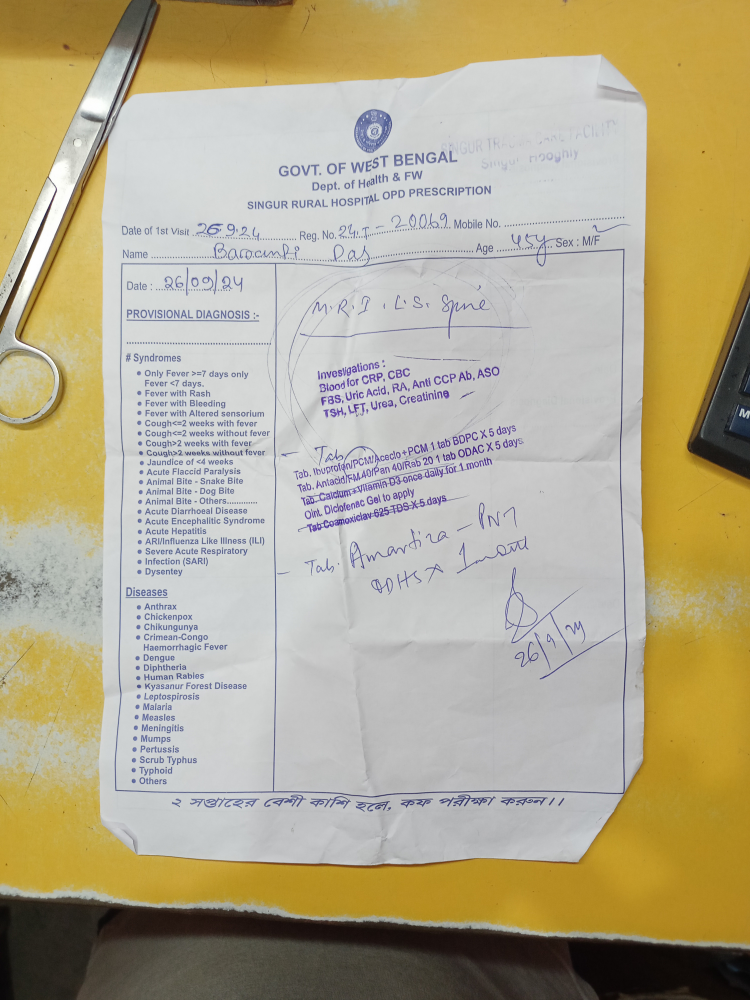 SINGUR TRAUMA CARE FACILITY
Singur Hooghly
GOVT. OF WEST BENGAL
Dept. of Health & FW
SINGUR RURAL HOSPITAL OPD PRESCRIPTION
Date of 1st Visit 26.9.24 Reg. No. 24I-20069 Mobile No.
Name Das Age 45y Sex : M/F
Date : 26/09/24
PROVISIONAL DIAGNOSIS :-
# Syndromes
• Only Fever >=7 days only
Fever <7 days.
• Fever with Rash
• Fever with Bleeding
• Fever with Altered sensorium
• Cough<=2 weeks with fever
• Cough<=2 weeks without fever
• Cough>2 weeks with fever
• Cough>2 weeks without fever
• Jaundice of <4 weeks
• Acute Flaccid Paralysis
• Animal Bite - Snake Bite
• Animal Bite - Dog Bite
• Animal Bite - Others.............
• Acute Diarrhoeal Disease
• Acute Encephalitic Syndrome
• Acute Hepatitis
• ARI/Influenza Like Illness (ILI)
• Severe Acute Respiratory
• Infection (SARI)
• Dysentey
Diseases
• Anthrax
• Chickenpox
• Chikungunya
• Crimean-Congo
Haemorrhagic Fever
• Dengue
• Diphtheria
• Human Rabies
• Kyasanur Forest Disease
• Leptospirosis
• Malaria
• Measles
• Meningitis
• Mumps
• Pertussis
• Scrub Typhus
• Typhoid
• Others
M.R.I. L.S. Spine
Investigations :
Blood for CRP, CBC
FBS, Uric Acid, RA, Anti CCP Ab, ASO
TSH, LFT, Urea, Creatinine
- Tab
Tab. Ibuprofen/PCM/Aceclo+PCM 1 tab BDPC X 5 days
Tab. Antacid/FM 40/Pan 40/Rab 20 1 tab ODAC X 5 days
Tab. Calcium+Vitamin D3 once daily for 1 month
Oint. Diclofenac Gel to apply
Tab Coamoxiclav 625 TDS X 5 days
- Tab.
X 1 month
26/9/24
২ সপ্তাহের বেশী কাশি হলে, কফ পরীক্ষা করুন।।
M